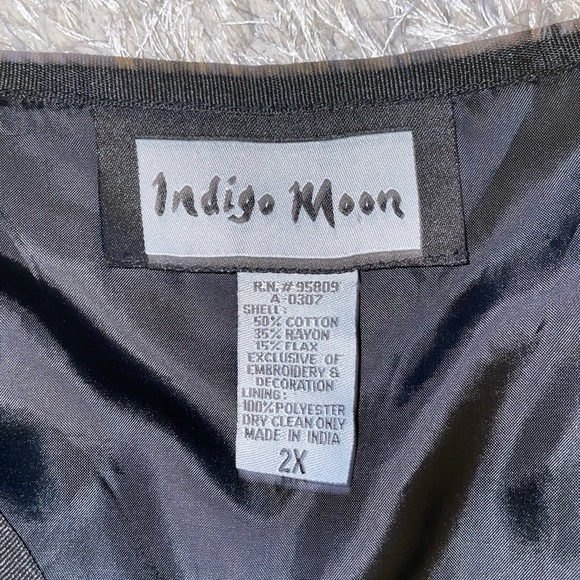 Indigo Moon
R.N.# 95809
A-0307
SHELL:
50% COTTON
35% RAYON
15% FLAX
EXCLUSIVE OF
EMBROIDERY &
DECORATION
LINING:
100%POLYESTER
DRY CLEAN ONLY
MADE IN INDIA
2X